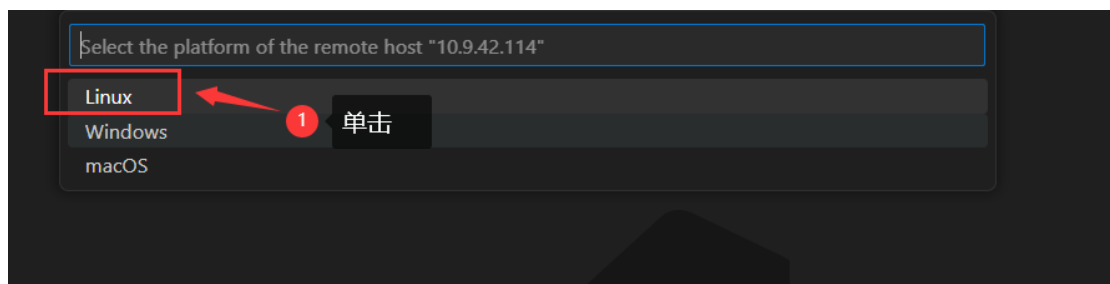 Select the platform of the remote host "10.9.42.114"
Linux
1 单击
Windows
macOS